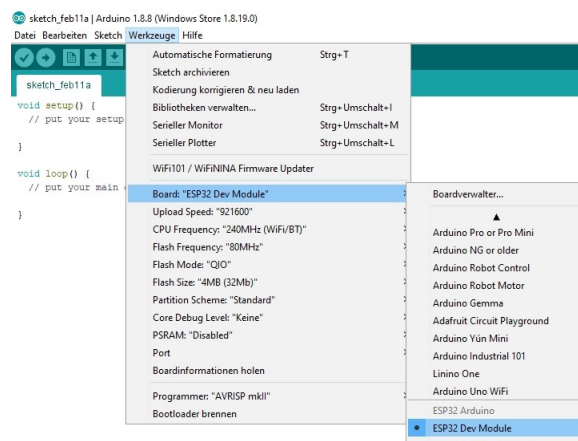 sketch_feb11a | Arduino 1.8.8 (Windows Store 1.8.19.0)
Datei Bearbeiten Sketch Werkzeuge Hilfe
sketch_feb11a
void setup() {
// put your setup
}
void loop() {
// put your main
}
Automatische Formatierung Strg+T
Sketch archivieren
Kodierung korrigieren & neu laden
Bibliotheken verwalten... Strg+Umschalt+I
Serieller Monitor Strg+Umschalt+M
Serieller Plotter Strg+Umschalt+L
WiFi101 / WiFiNINA Firmware Updater
Board: "ESP32 Dev Module"
Upload Speed: "921600"
CPU Frequency: "240MHz (WiFi/BT)"
Flash Frequency: "80MHz"
Flash Mode: "QIO"
Flash Size: "4MB (32Mb)"
Partition Scheme: "Standard"
Core Debug Level: "Keine"
PSRAM: "Disabled"
Port
Boardinformationen holen
Programmer: "AVRISP mkII"
Bootloader brennen
Boardverwalter...
Arduino Pro or Pro Mini
Arduino NG or older
Arduino Robot Control
Arduino Robot Motor
Arduino Gemma
Adafruit Circuit Playground
Arduino Yún Mini
Arduino Industrial 101
Linino One
Arduino Uno WiFi
ESP32 Arduino
ESP32 Dev Module